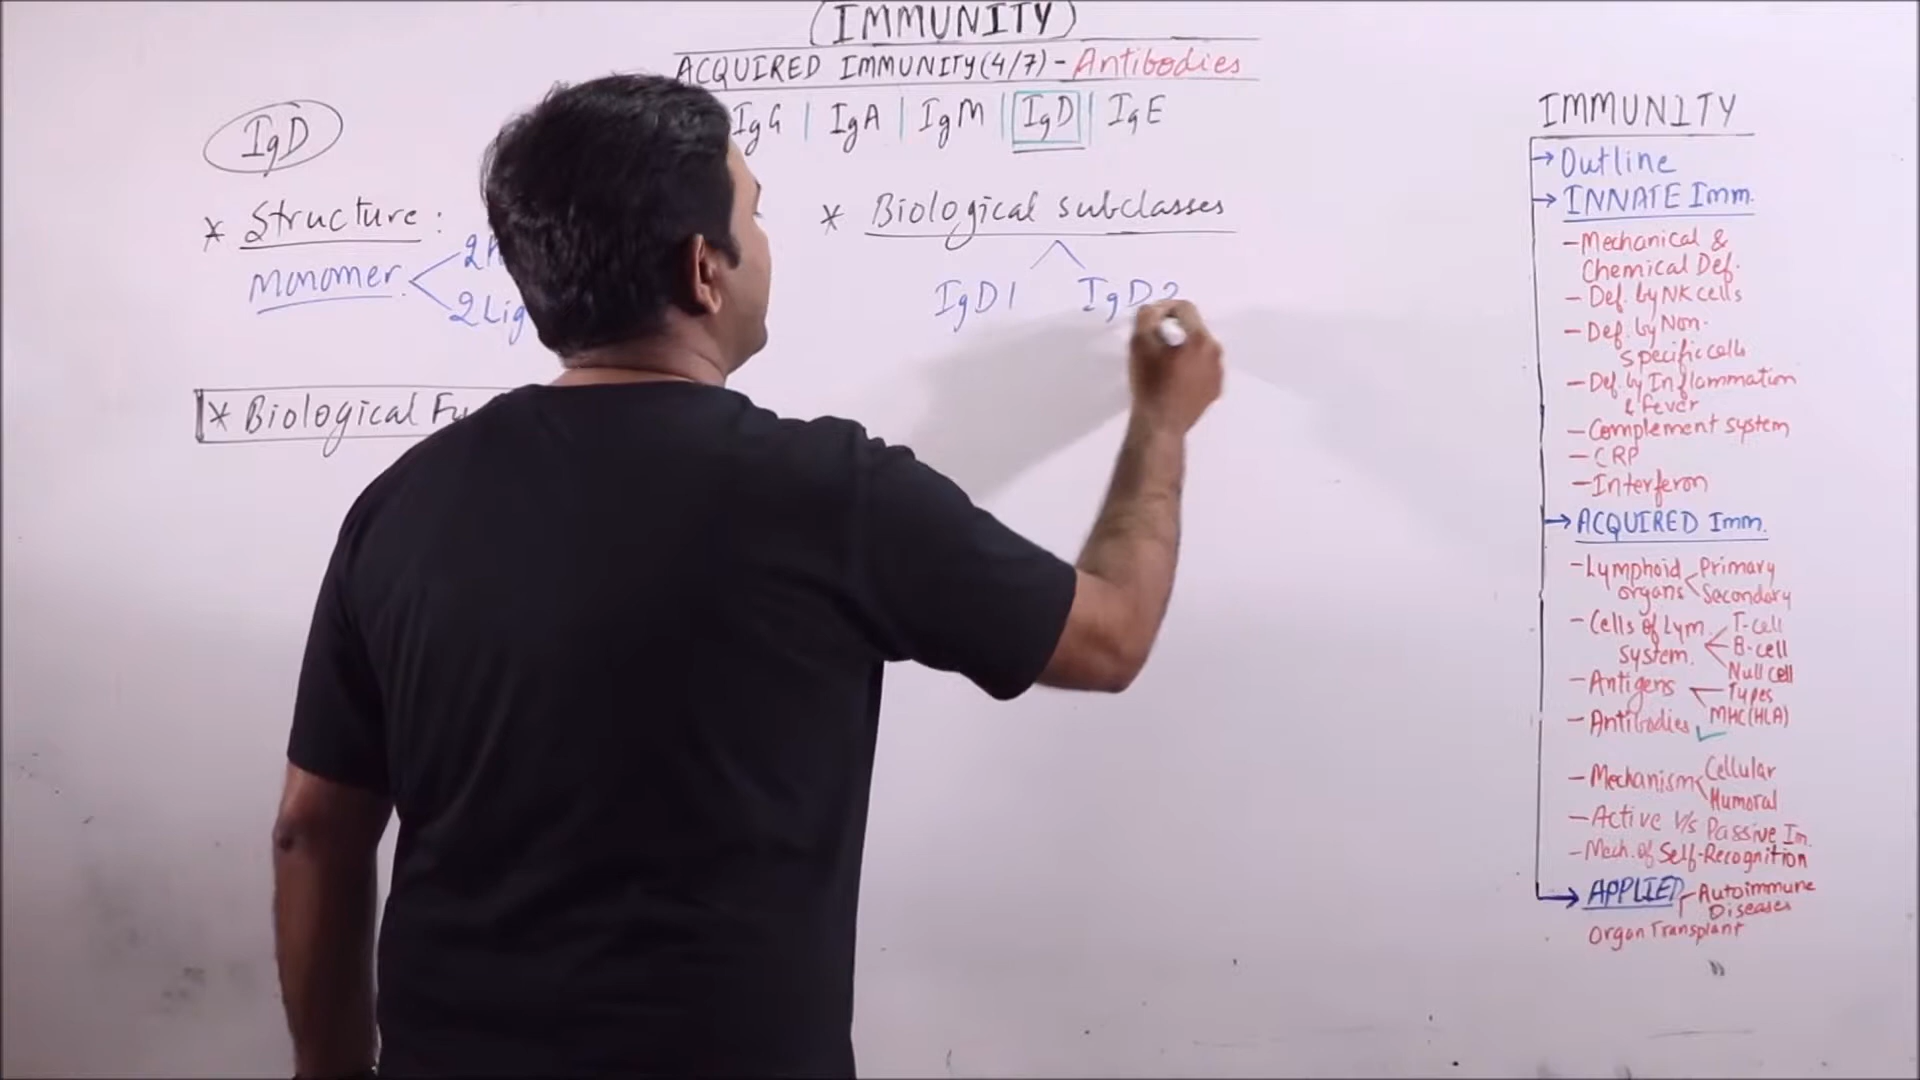 (IMMUNITY)
ACQUIRED IMMUNITY (4/7) - Antibodies
IgG | IgA | IgM | IgD | IgE
IgD
* Structure :
Monomer
2
2 Lig
* Biological Fu
* Biological subclasses
IgD1 IgD2
IMMUNITY
→ Outline
→ INNATE Imm.
- Mechanical &
Chemical Def.
- Def. by NK cells
- Def. by Non-
specific cells
- Def. by Inflammation
& fever
- Complement system
- CRP
- Interferon
→ ACQUIRED Imm.
- Lymphoid organs
Primary
Secondary
- Cells of Lym. system.
T-cell
B-cell
Null cell
- Antigens
Types
MHC (HLA)
- Antibodies ✓
- Mechanism
Cellular
Humoral
- Active V/s Passive Im.
- Mech. of Self-Recognition
→ APPLIED
Autoimmune
Diseases
Organ Transplant